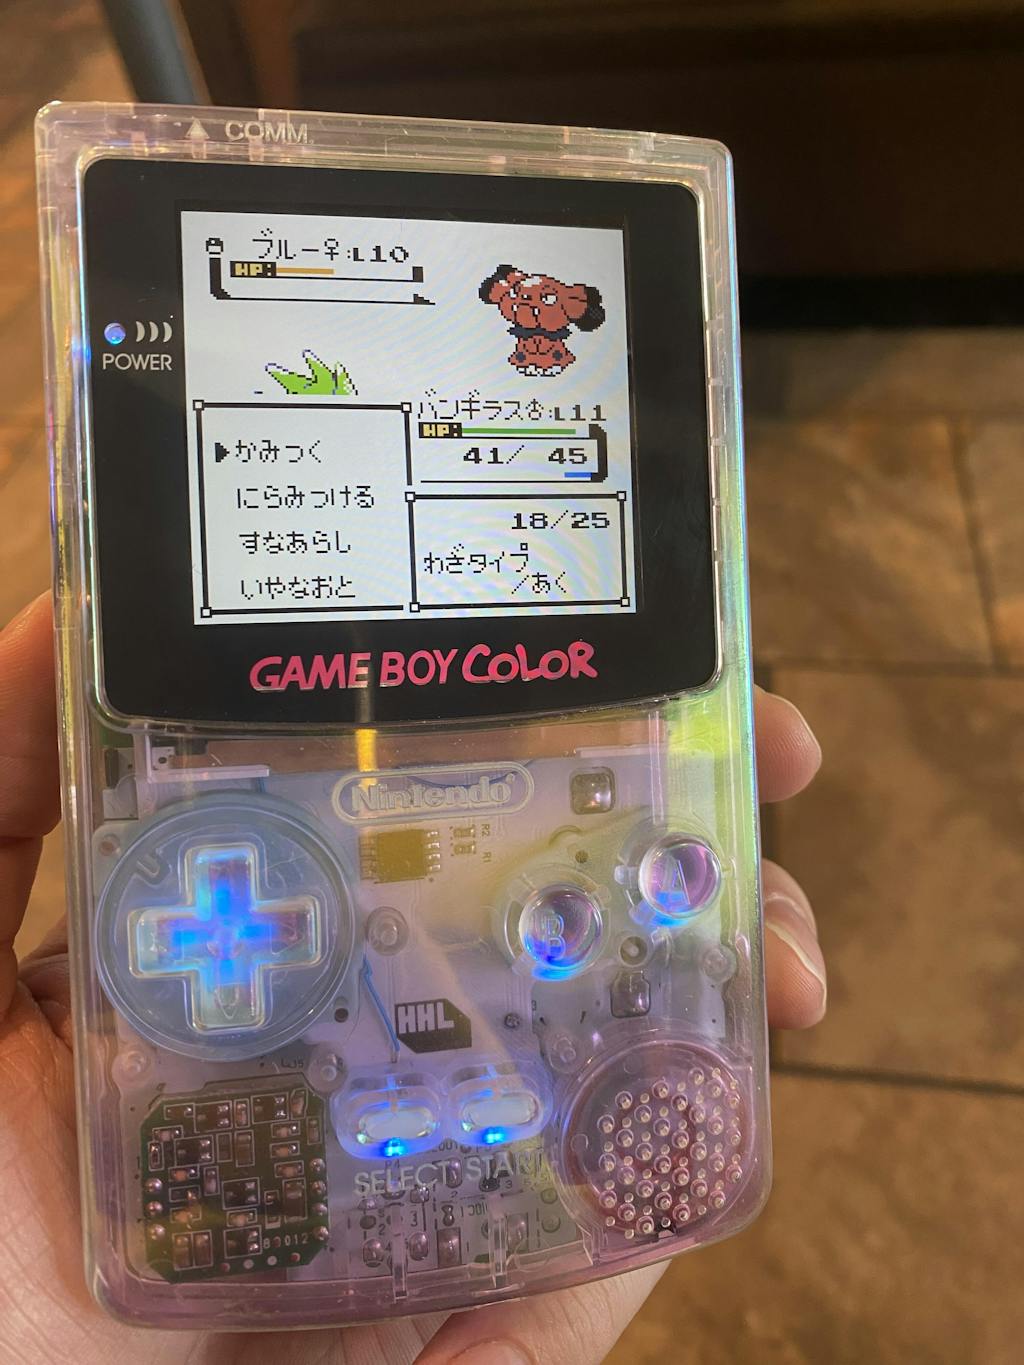 COMM.
ブルー♀:L10
HP:
POWER
バンギラス♂:L11
HP:
41/ 45
▶かみつく
にらみつける
すなあらし
いやなおと
18/25
わざタイプ
/あく
GAME BOY COLOR
Nintendo®
R2
R1
A
B
HHL
SELECT START